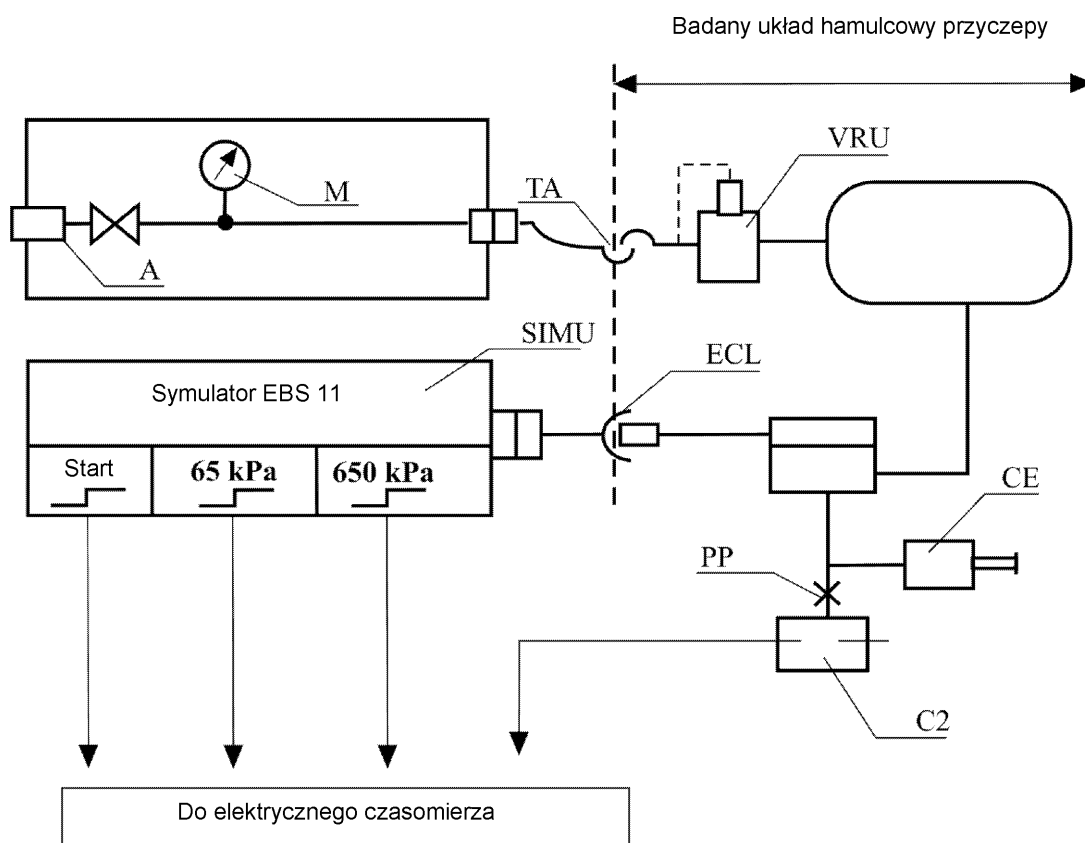 Badany układ hamulcowy przyczepy
VRU
M
TA
A
SIMU
ECL
Symulator EBS 11
Start
65 kPa
650 kPa
CE
PP
C2
Do elektrycznego czasomierza